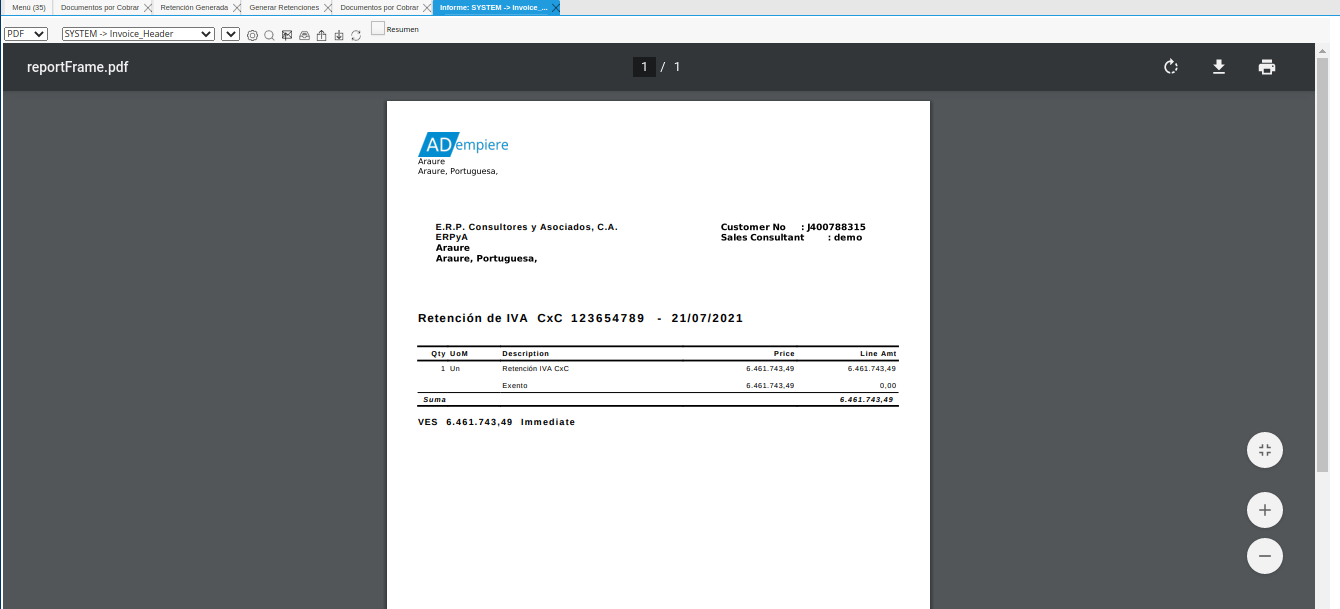 Menú (35) Documentos por Cobrar Retención Generada Generar Retenciones Documentos por Cobrar Informe: SYSTEM -> Invoice_...
PDF SYSTEM -> Invoice_Header Resumen
reportFrame.pdf 1 / 1
ADempiere
Araure
Araure, Portuguesa,
E.R.P. Consultores y Asociados, C.A. Customer No : J400788315
ERPyA Sales Consultant : demo
Araure
Araure, Portuguesa,
Retención de IVA CxC 123654789 - 21/07/2021
Qty UoM Description Price Line Amt
1 Un Retención IVA CxC 6.461.743,49 6.461.743,49
Exento 6.461.743,49 0,00
Suma 6.461.743,49
VES 6.461.743,49 Immediate